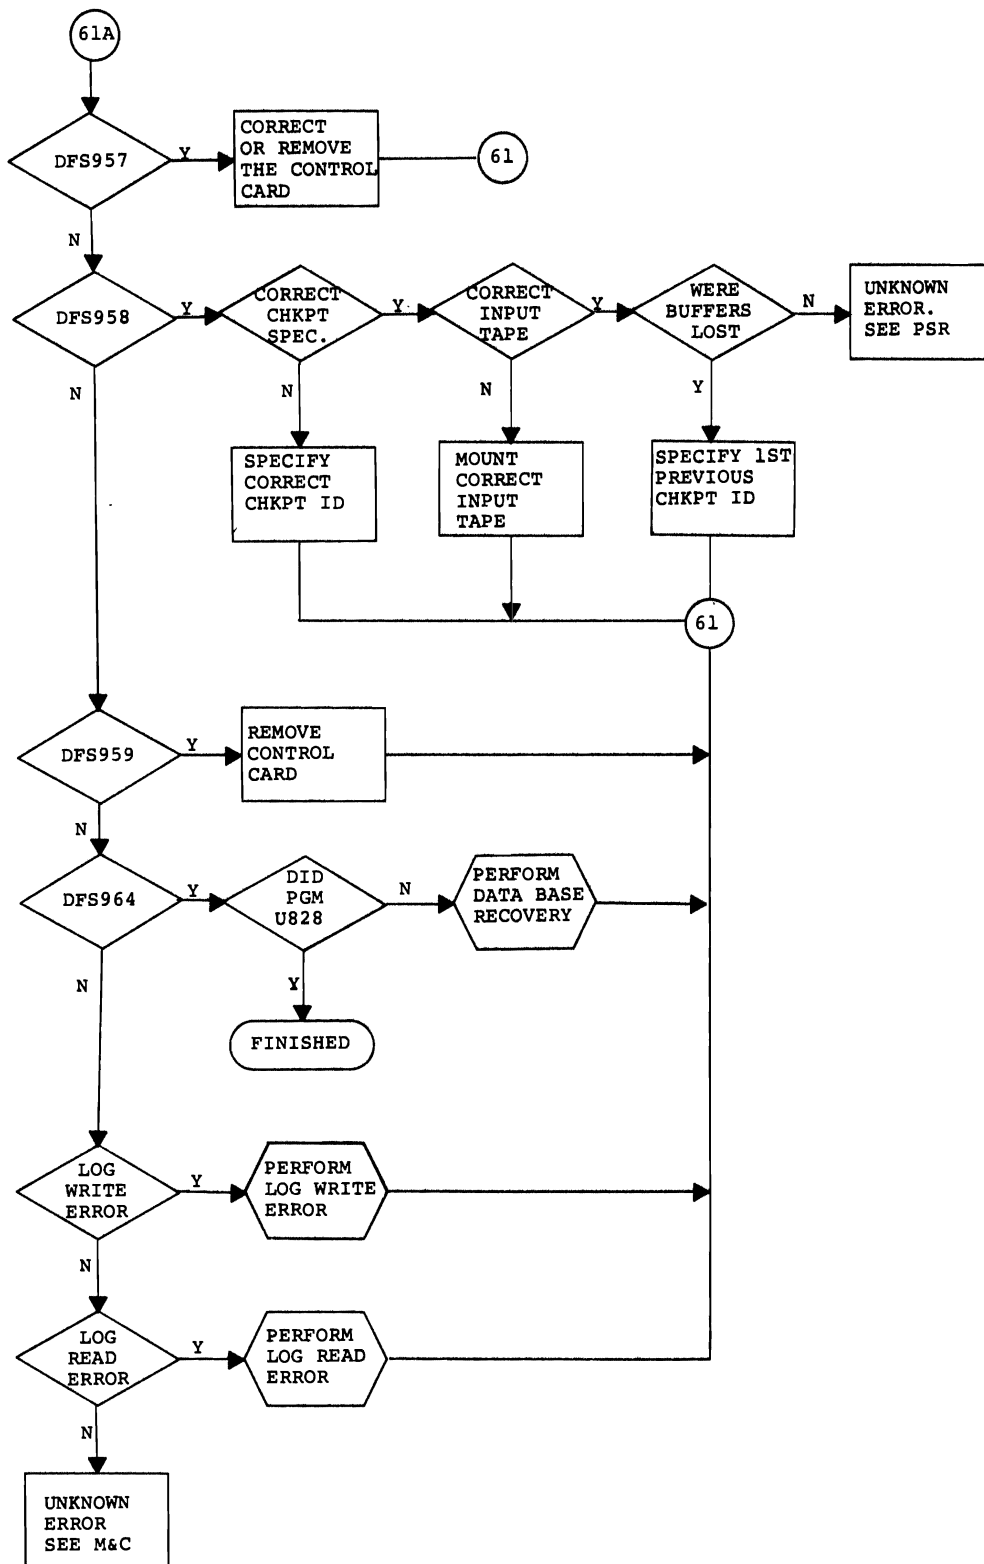 61A
DFS957
Y
CORRECT
OR REMOVE
THE CONTROL
CARD
61
N
DFS958
Y
CORRECT
CHKPT
SPEC.
Y
CORRECT
INPUT
TAPE
Y
WERE
BUFFERS
LOST
N
UNKNOWN
ERROR.
SEE PSR
N
N
N
Y
SPECIFY
CORRECT
CHKPT ID
MOUNT
CORRECT
INPUT
TAPE
SPECIFY 1ST
PREVIOUS
CHKPT ID
61
DFS959
Y
REMOVE
CONTROL
CARD
N
DFS964
Y
DID
PGM
U828
N
PERFORM
DATA BASE
RECOVERY
N
Y
FINISHED
LOG
WRITE
ERROR
Y
PERFORM
LOG WRITE
ERROR
N
LOG
READ
ERROR
Y
PERFORM
LOG READ
ERROR
N
UNKNOWN
ERROR
SEE M&C